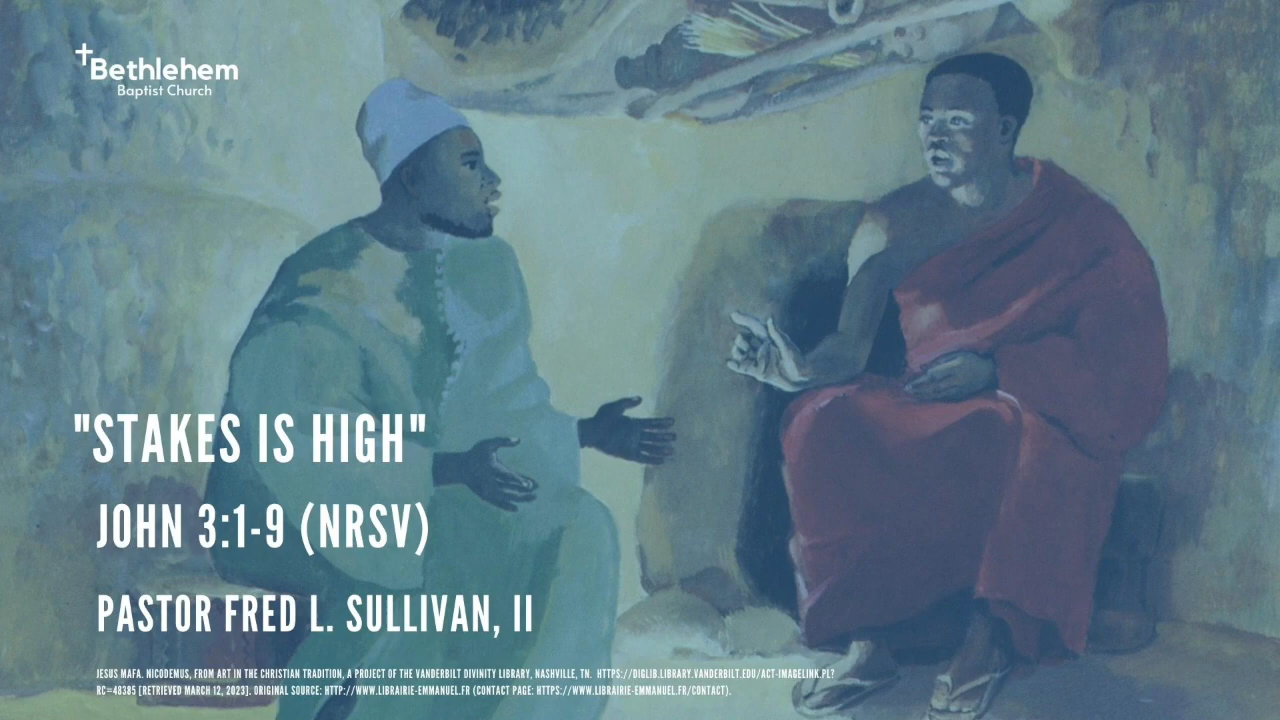 Bethlehem
Baptist Church
"STAKES IS HIGH"
JOHN 3:1-9 (NRSV)
PASTOR FRED L. SULLIVAN, II
JESUS MAFA. NICODEMUS, FROM ART IN THE CHRISTIAN TRADITION, A PROJECT OF THE VANDERBILT DIVINITY LIBRARY, NASHVILLE, TN. HTTPS://DIGLIB.LIBRARY.VANDERBILT.EDU/ACT-IMAGELINK.PL?
RC=48385 [RETRIEVED MARCH 12, 2023]. ORIGINAL SOURCE: HTTP://WWW.LIBRAIRIE-EMMANUEL.FR (CONTACT PAGE: HTTPS://WWW.LIBRAIRIE-EMMANUEL.FR/CONTACT).